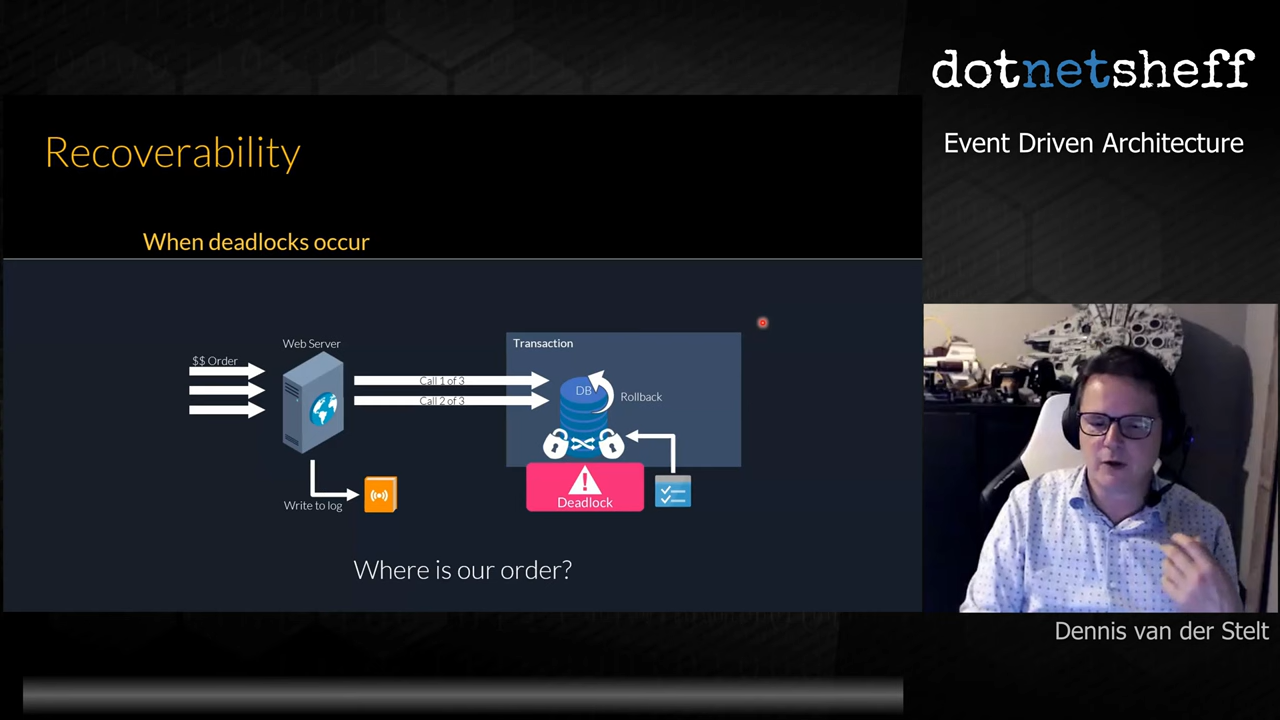 dotnetsheff
Event Driven Architecture
Recoverability
When deadlocks occur
Web Server
$$ Order
Call 1 of 3
Call 2 of 3
Transaction
DB
Rollback
Deadlock
Write to log
Where is our order?
Dennis van der Stelt